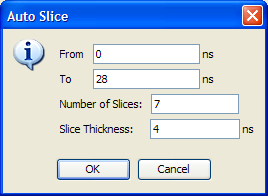 Auto Slice
From 0 ns
To 28 ns
Number of Slices: 7
Slice Thickness: 4 ns
OK Cancel